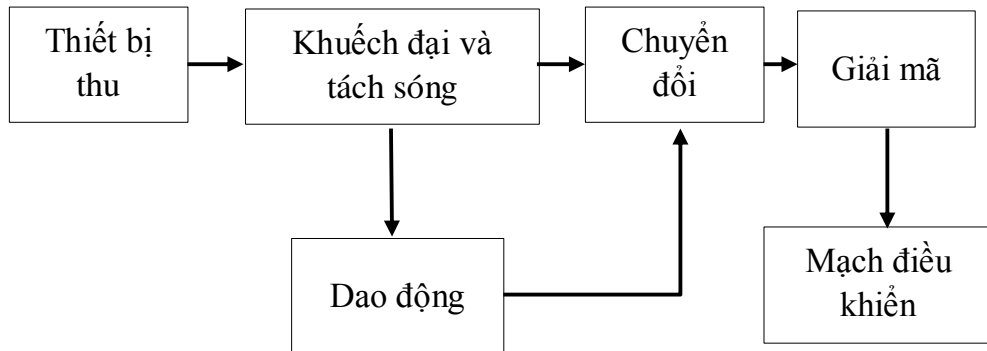 Thiết bị
thu
Khuếch đại và
tách sóng
Chuyển
đổi
Giải mã
Dao động
Mạch điều
khiển